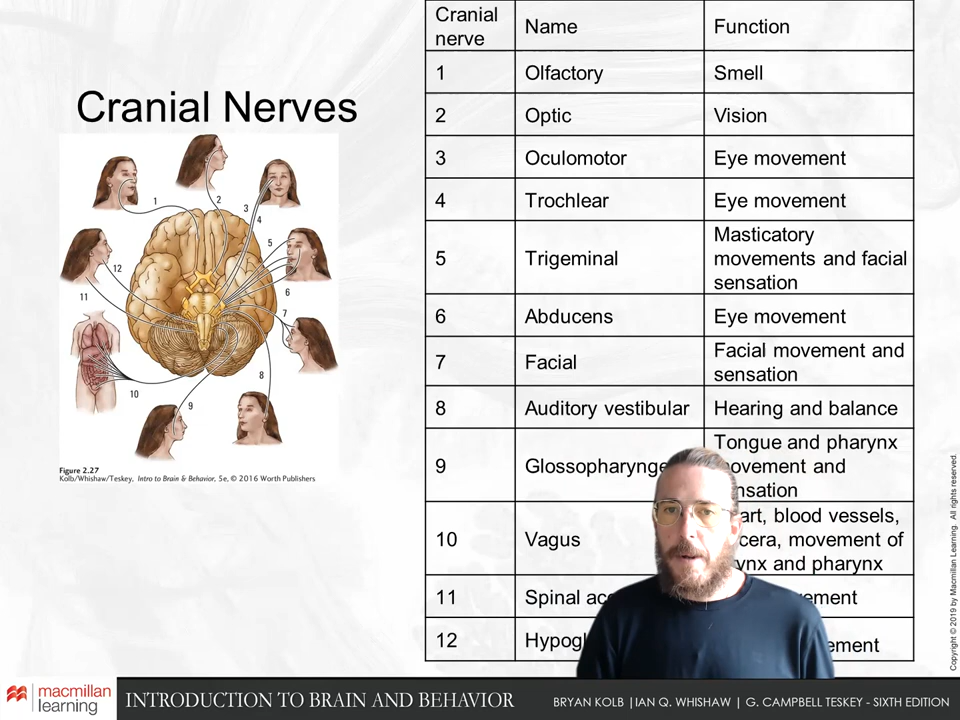 Cranial Nerves
1
2
3
4
5
6
7
8
9
10
11
12
Figure 2.27
Kolb/Whishaw/Teskey, Intro to Brain & Behavior, 5e, © 2016 Worth Publishers
Cranial
nerve
Name
Function
1
Olfactory
Smell
2
Optic
Vision
3
Oculomotor
Eye movement
4
Trochlear
Eye movement
5
Trigeminal
Masticatory
movements and facial
sensation
6
Abducens
Eye movement
7
Facial
Facial movement and
sensation
8
Auditory vestibular
Hearing and balance
9
Tongue and pharynx
and
10
Vagus
blood vessels,
movement of
and pharynx
11
Spinal
12
Copyright © 2019 by Macmillan Learning. All rights reserved.
macmillan
learning
INTRODUCTION TO BRAIN AND BEHAVIOR
BRYAN KOLB |IAN Q. WHISHAW | G. CAMPBELL TESKEY - SIXTH EDITION